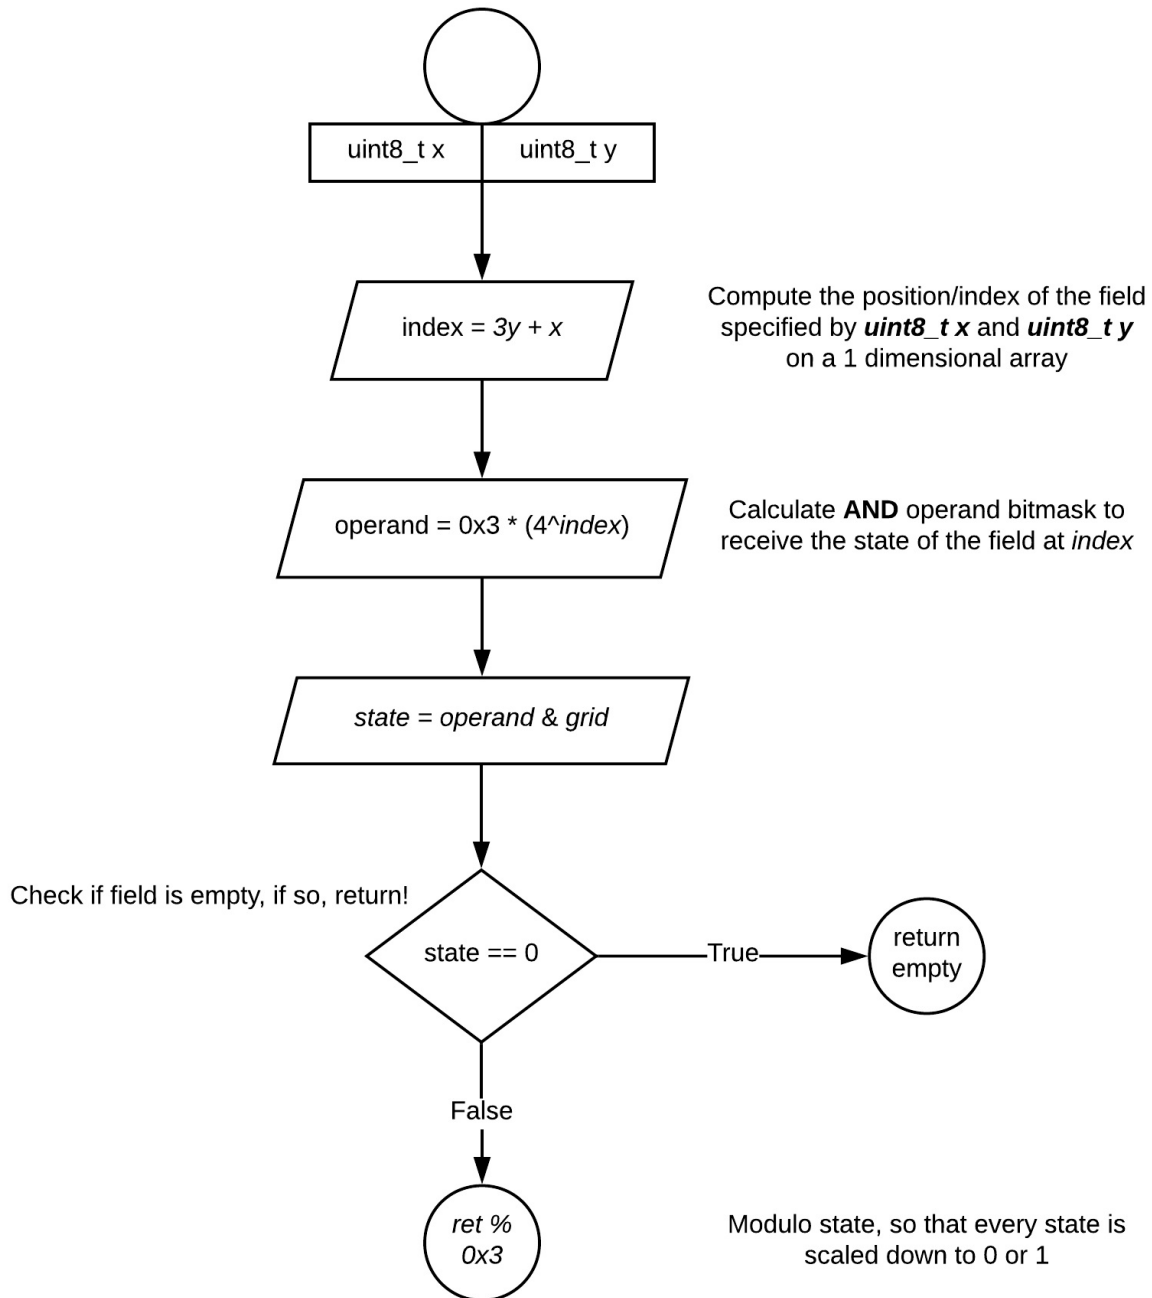 uint8_t x
uint8_t y
index = 3y + x
Compute the position/index of the field
specified by uint8_t x and uint8_t y
on a 1 dimensional array
operand = 0x3 * (4^index)
Calculate AND operand bitmask to
receive the state of the field at index
state = operand & grid
Check if field is empty, if so, return!
state == 0
True
return
empty
False
ret %
0x3
Modulo state, so that every state is
scaled down to 0 or 1